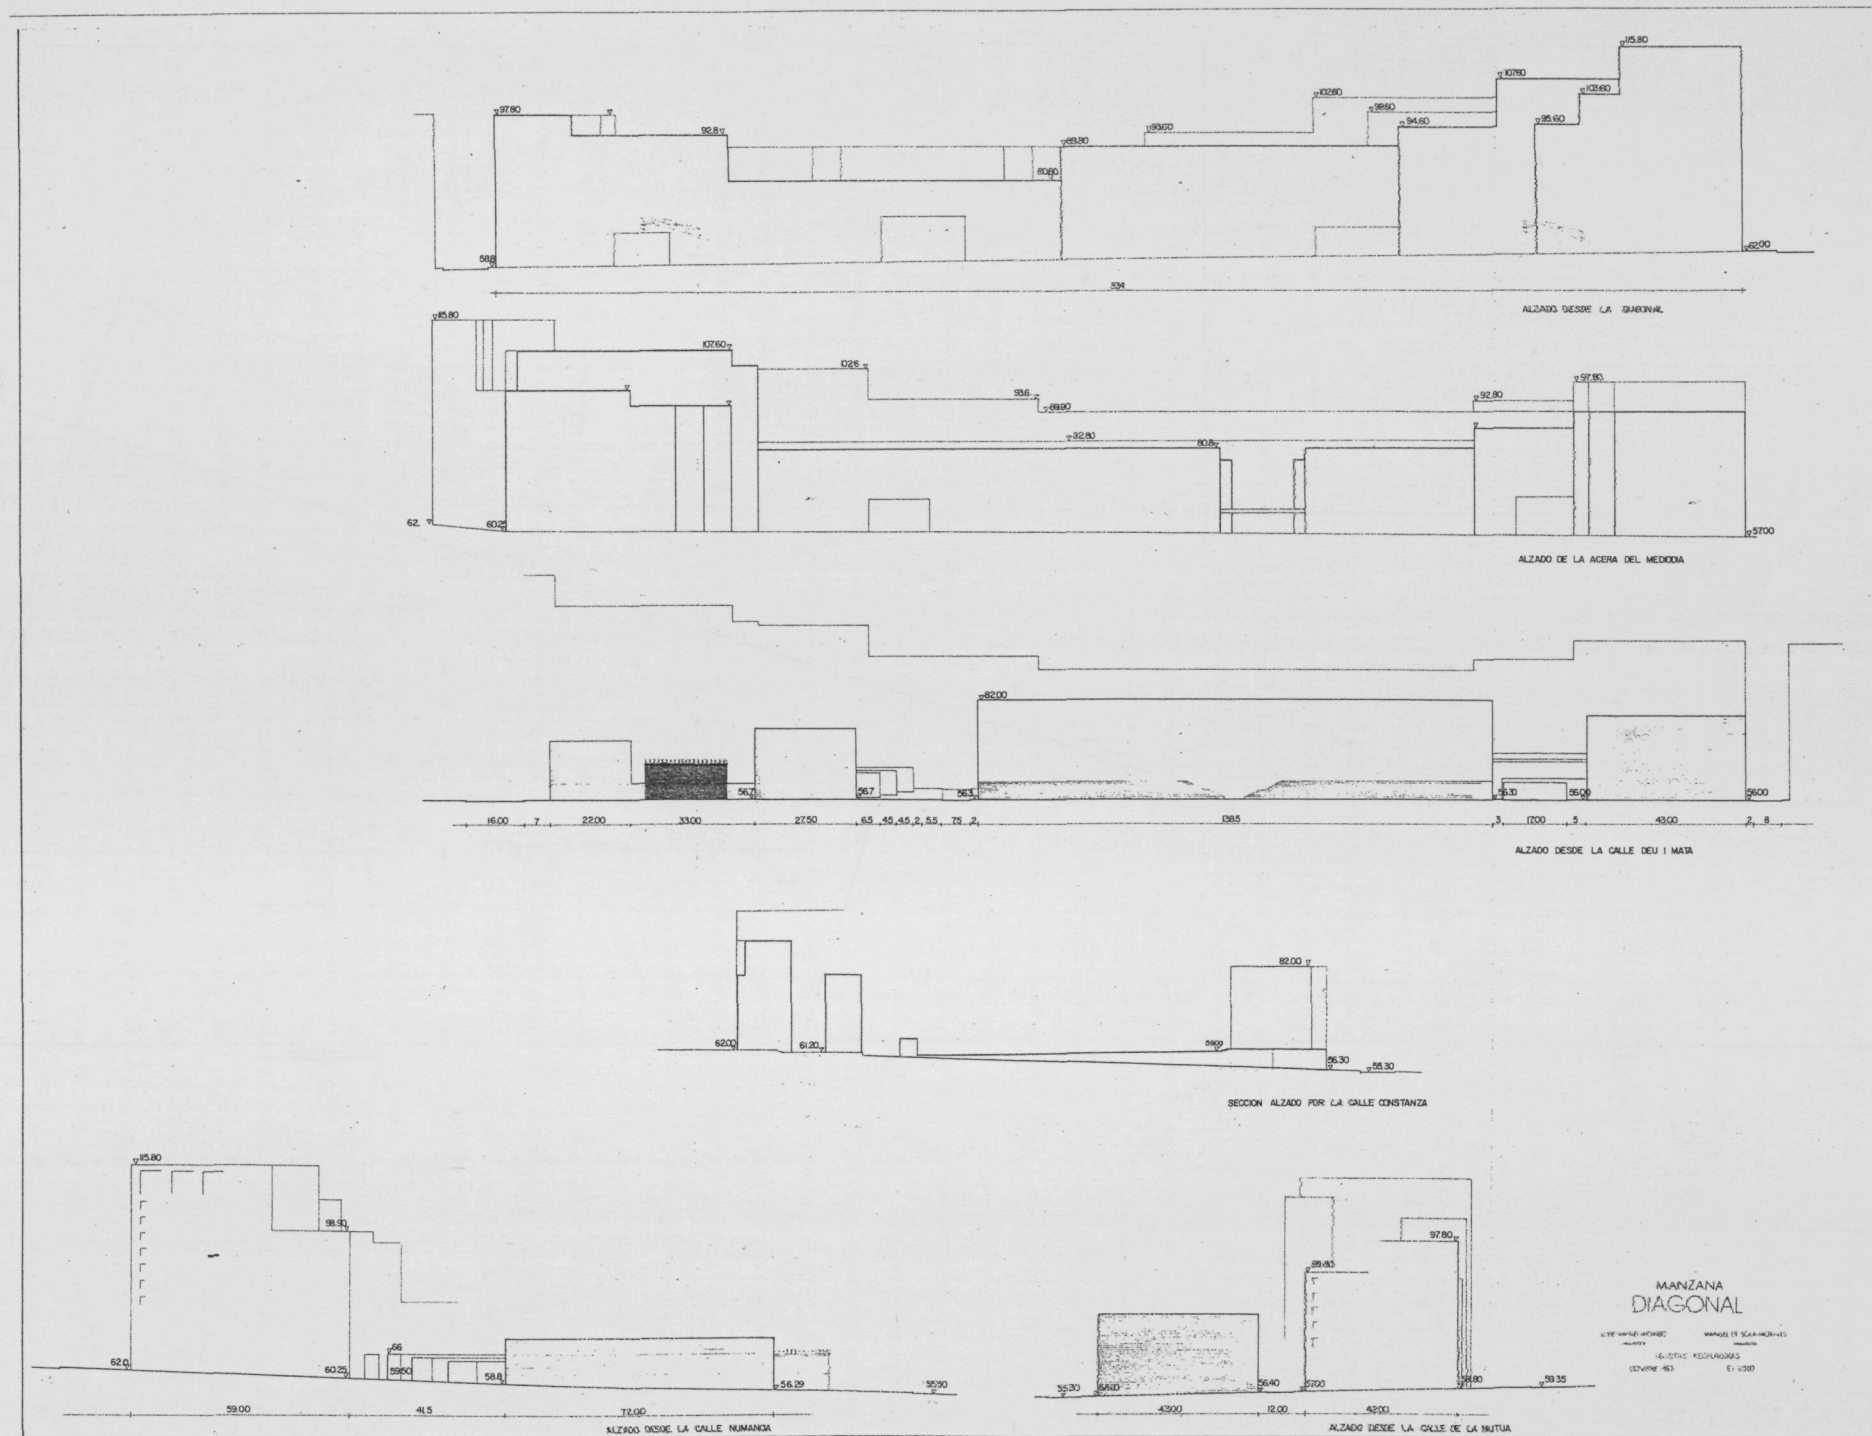 115.80
107.60
102.60 103.60
97.80 98.60
92.8 93.60 94.60 95.60
89.80
80.80
58.8 62.00
334
ALZADO DESDE LA DIAGONAL
115.80
107.60
102.6
93.6 92.80 97.80
89.80
32.80 80.8
62. 60.25 57.00
ALZADO DE LA ACERA DEL MEDIODIA
82.00
56.7 56.7 56.3 56.30 56.00 56.00
16.00 7 22.00 33.00 27.50 6.5 4.5 4.5 2 5.5 7.5 2 138.5 3 17.00 5 43.00 2 8
ALZADO DESDE LA CALLE DEU I MATA
82.00
62.00 61.20 56.30 55.30
SECCION ALZADO POR LA CALLE CONSTANZA
115.80
98.90
66
62.0 60.25 59.50 58.8 56.29
59.00 41.5 72.00
ALZADO DESDE LA CALLE NUMANCIA
97.80
89.80
55.30 56.40 57.00 58.80 59.35
43.00 12.00 42.00
ALZADO DESDE LA CALLE DE LA MUTUA
MANZANA
DIAGONAL